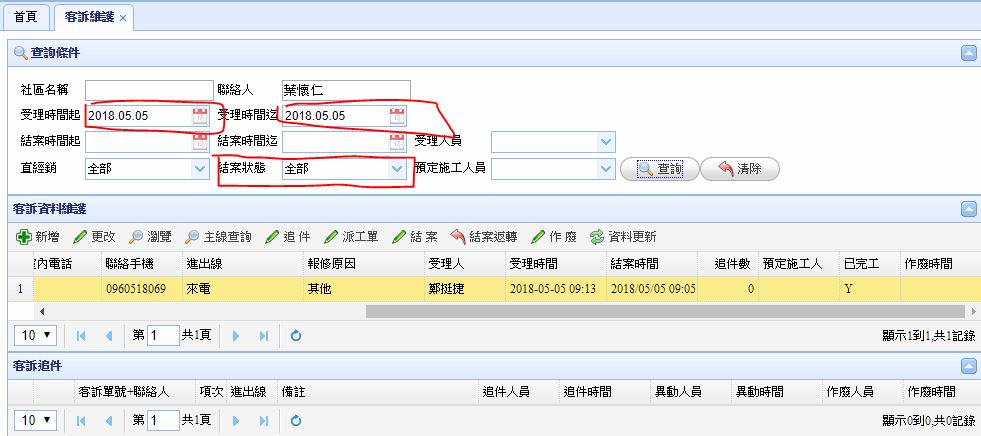 首頁 客訴維護 ×
查詢條件
社區名稱 聯絡人 葉懷仁
受理時間起 2018.05.05 受理時間迄 2018.05.05
結案時間起 結案時間迄 受理人員
直經銷 全部 結案狀態 全部 預定施工人員 查詢 清除
客訴資料維護
新增 更改 瀏覽 主線查詢 追件 派工單 結案 結案返轉 作廢 資料更新
室內電話 聯絡手機 進出線 報修原因 受理人 受理時間 結案時間 追件數 預定施工人 已完工 作廢時間
1 0960518069 來電 其他 鄭挺捷 2018-05-05 09:13 2018/05/05 09:05 0 Y
10 第 1 共1頁 顯示1到1,共1記錄
客訴追件
客訴單號+聯絡人 項次 進出線 備註 追件人員 追件時間 異動人員 異動時間 作廢人員 作廢時間
10 第 1 共1頁 顯示0到0,共0記錄